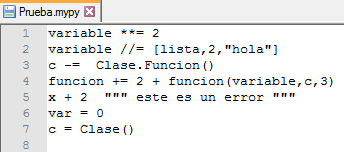 Prueba.mypy
1 variable **= 2
2 variable //= [lista,2,"hola"]
3 c -= Clase.Funcion()
4 funcion += 2 + funcion(variable,c,3)
5 x + 2 """ este es un error """
6 var = 0
7 c = Clase()
8